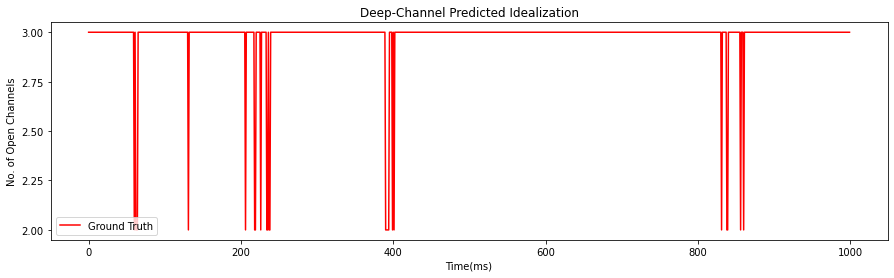 Deep-Channel Predicted Idealization
No. of Open Channels
3.00
2.75
2.50
2.25
2.00
Ground Truth
0
200
400
600
800
1000
Time(ms)